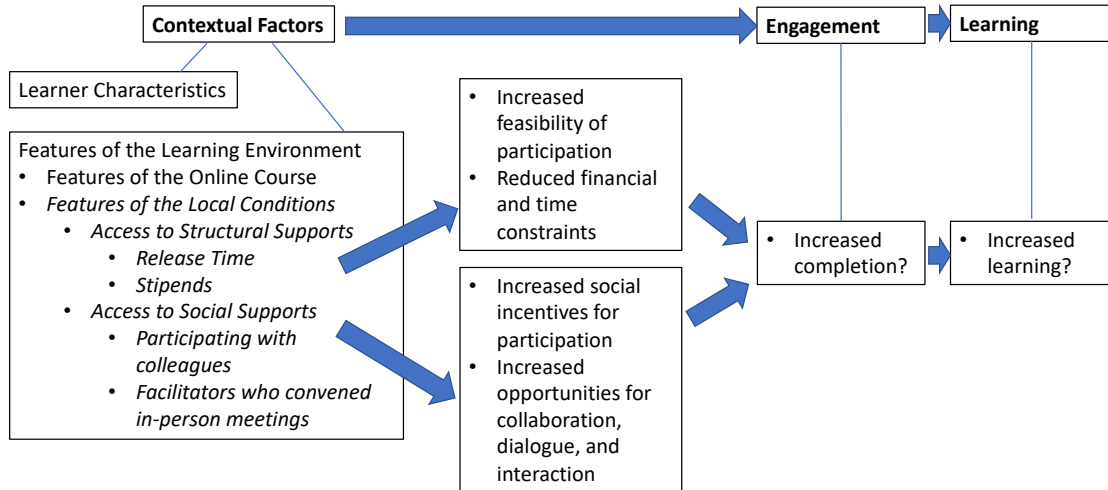 Contextual Factors
Engagement
Learning
Learner Characteristics
Features of the Learning Environment
• Features of the Online Course
• Features of the Local Conditions
• Access to Structural Supports
• Release Time
• Stipends
• Access to Social Supports
• Participating with
colleagues
• Facilitators who convened
in-person meetings
• Increased
feasibility of
participation
• Reduced financial
and time
constraints
• Increased social
incentives for
participation
• Increased
opportunities for
collaboration,
dialogue, and
interaction
• Increased
completion?
• Increased
learning?